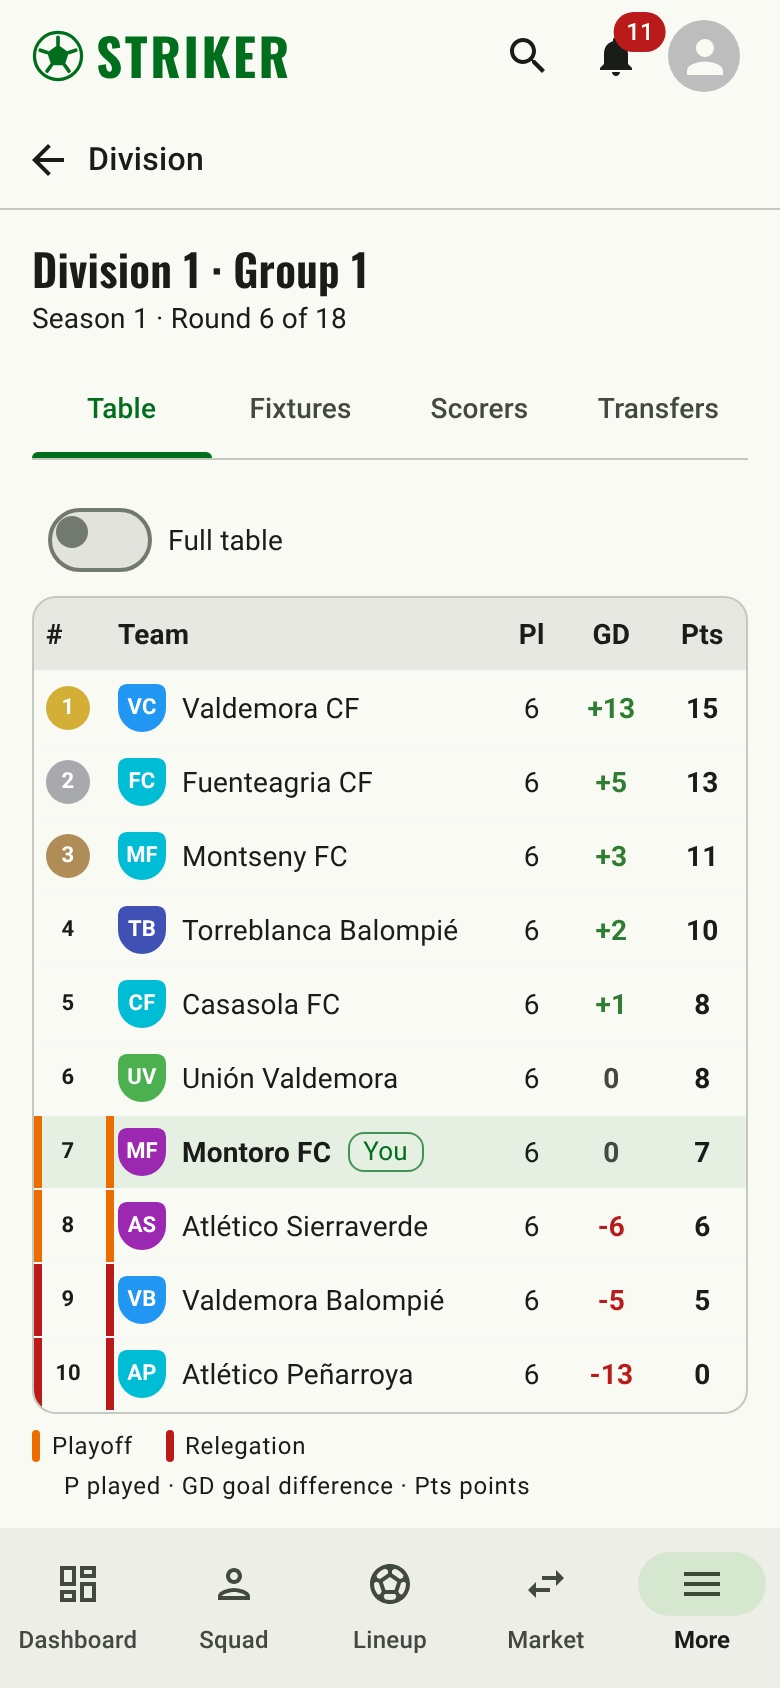 STRIKER
11
Division
Division 1 · Group 1
Season 1 · Round 6 of 18
Table Fixtures Scorers Transfers
Full table
# Team Pl GD Pts
1 VC Valdemora CF 6 +13 15
2 FC Fuenteagria CF 6 +5 13
3 MF Montseny FC 6 +3 11
4 TB Torreblanca Balompié 6 +2 10
5 CF Casasola FC 6 +1 8
6 UV Unión Valdemora 6 0 8
7 MF Montoro FC You 6 0 7
8 AS Atlético Sierraverde 6 -6 6
9 VB Valdemora Balompié 6 -5 5
10 AP Atlético Peñarroya 6 -13 0
Playoff Relegation
P played · GD goal difference · Pts points
Dashboard Squad Lineup Market More